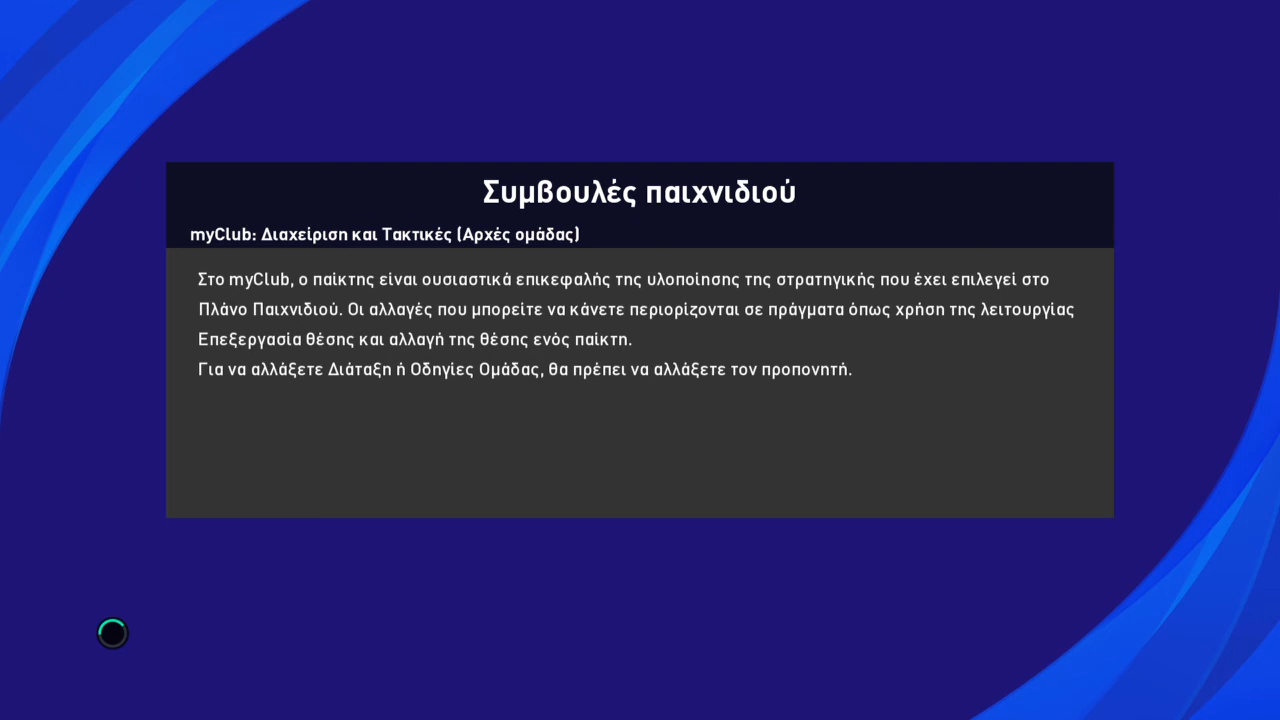 Συμβουλές παιχνιδιού
myClub: Διαχείριση και Τακτικές (Αρχές ομάδας)
Στο myClub, ο παίκτης είναι ουσιαστικά επικεφαλής της υλοποίησης της στρατηγικής που έχει επιλεγεί στο
Πλάνο Παιχνιδιού. Οι αλλαγές που μπορείτε να κάνετε περιορίζονται σε πράγματα όπως χρήση της λειτουργίας
Επεξεργασία θέσης και αλλαγή της θέσης ενός παίκτη.
Για να αλλάξετε Διάταξη ή Οδηγίες Ομάδας, θα πρέπει να αλλάξετε τον προπονητή.